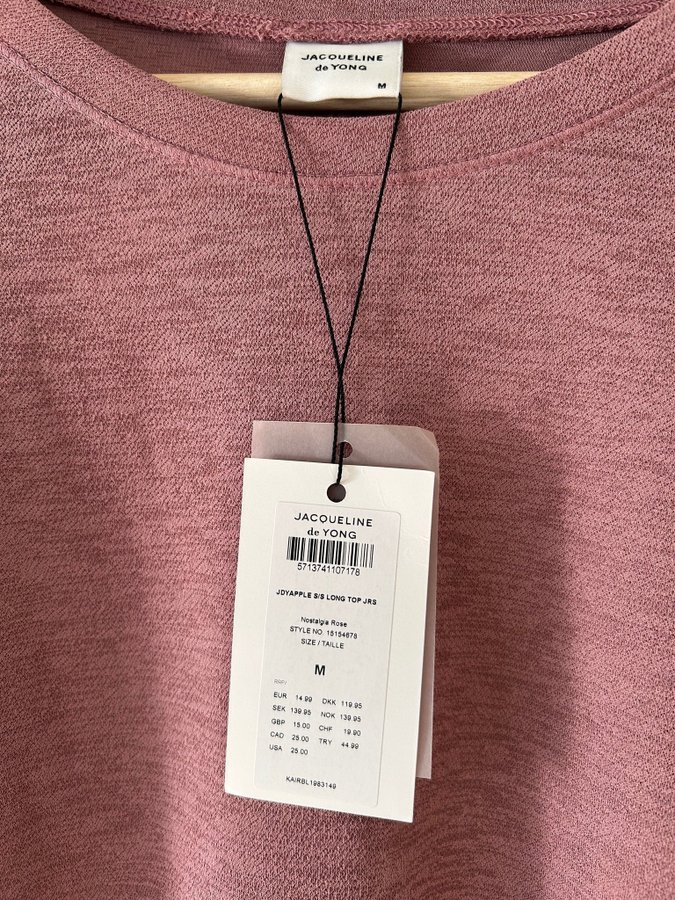 JACQUELINE
de YONG
M
JACQUELINE
de YONG
5713741107178
JDYAPPLE S/S LONG TOP JRS
Nostalgia Rose
STYLE NO. 15154678
SIZE / TAILLE
M
RRP/
EUR 14.99 DKK 119.95
SEK 139.95 NOK 139.95
GBP 15.00 CHF 19.90
CAD 25.00 TRY 44.99
USA 25.00
KAIRBL1983149